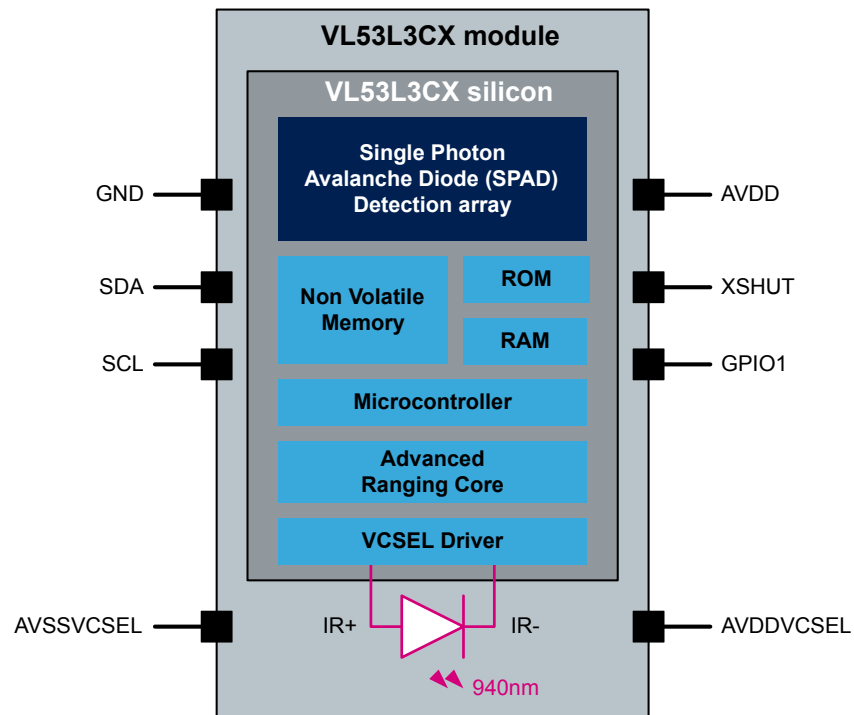 VL53L3CX module
VL53L3CX silicon
Single Photon
Avalanche Diode (SPAD)
Detection array
GND
AVDD
SDA
Non Volatile
Memory
ROM
XSHUT
SCL
RAM
GPIO1
Microcontroller
Advanced
Ranging Core
VCSEL Driver
AVSSVCSEL
IR+
IR-
AVDDVCSEL
940nm